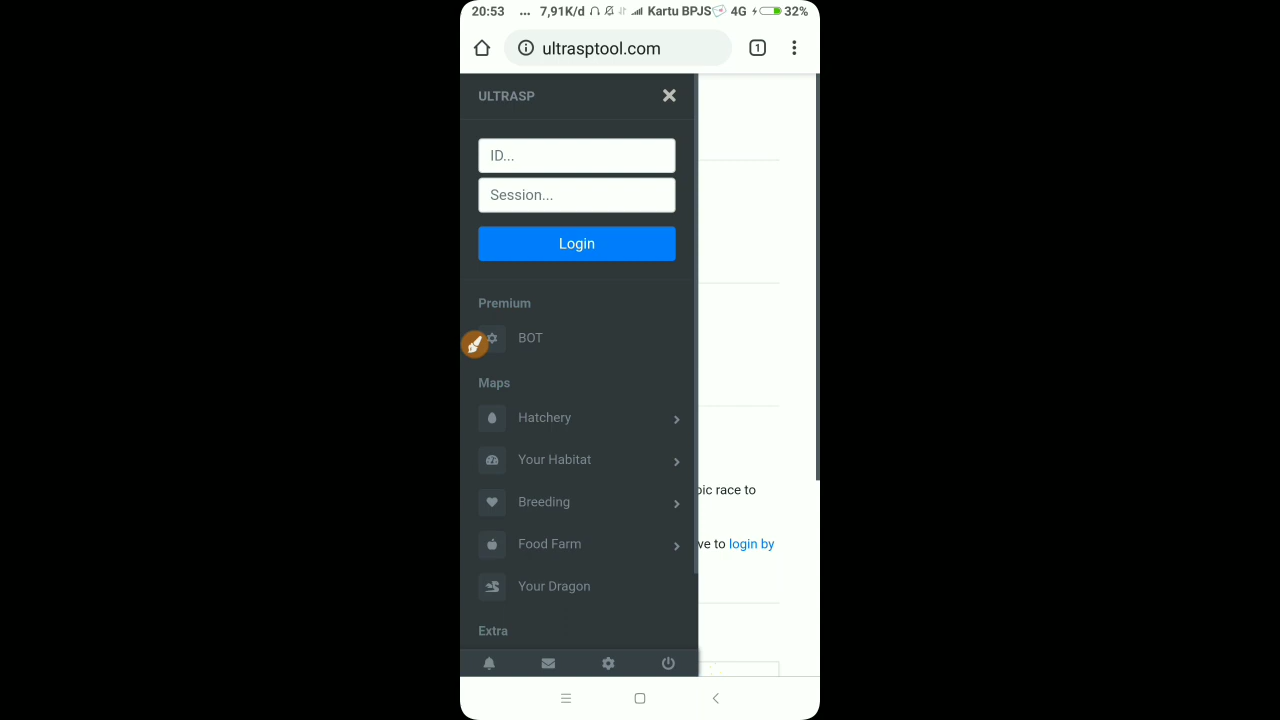 20:53 ... 7,91K/d Kartu BPJS 4G 32%
ultrasptool.com
1
ULTRASP
ID...
Session...
Login
Premium
BOT
Maps
Hatchery
Your Habitat
Breeding
pic race to
Food Farm
ve to login by
Your Dragon
Extra